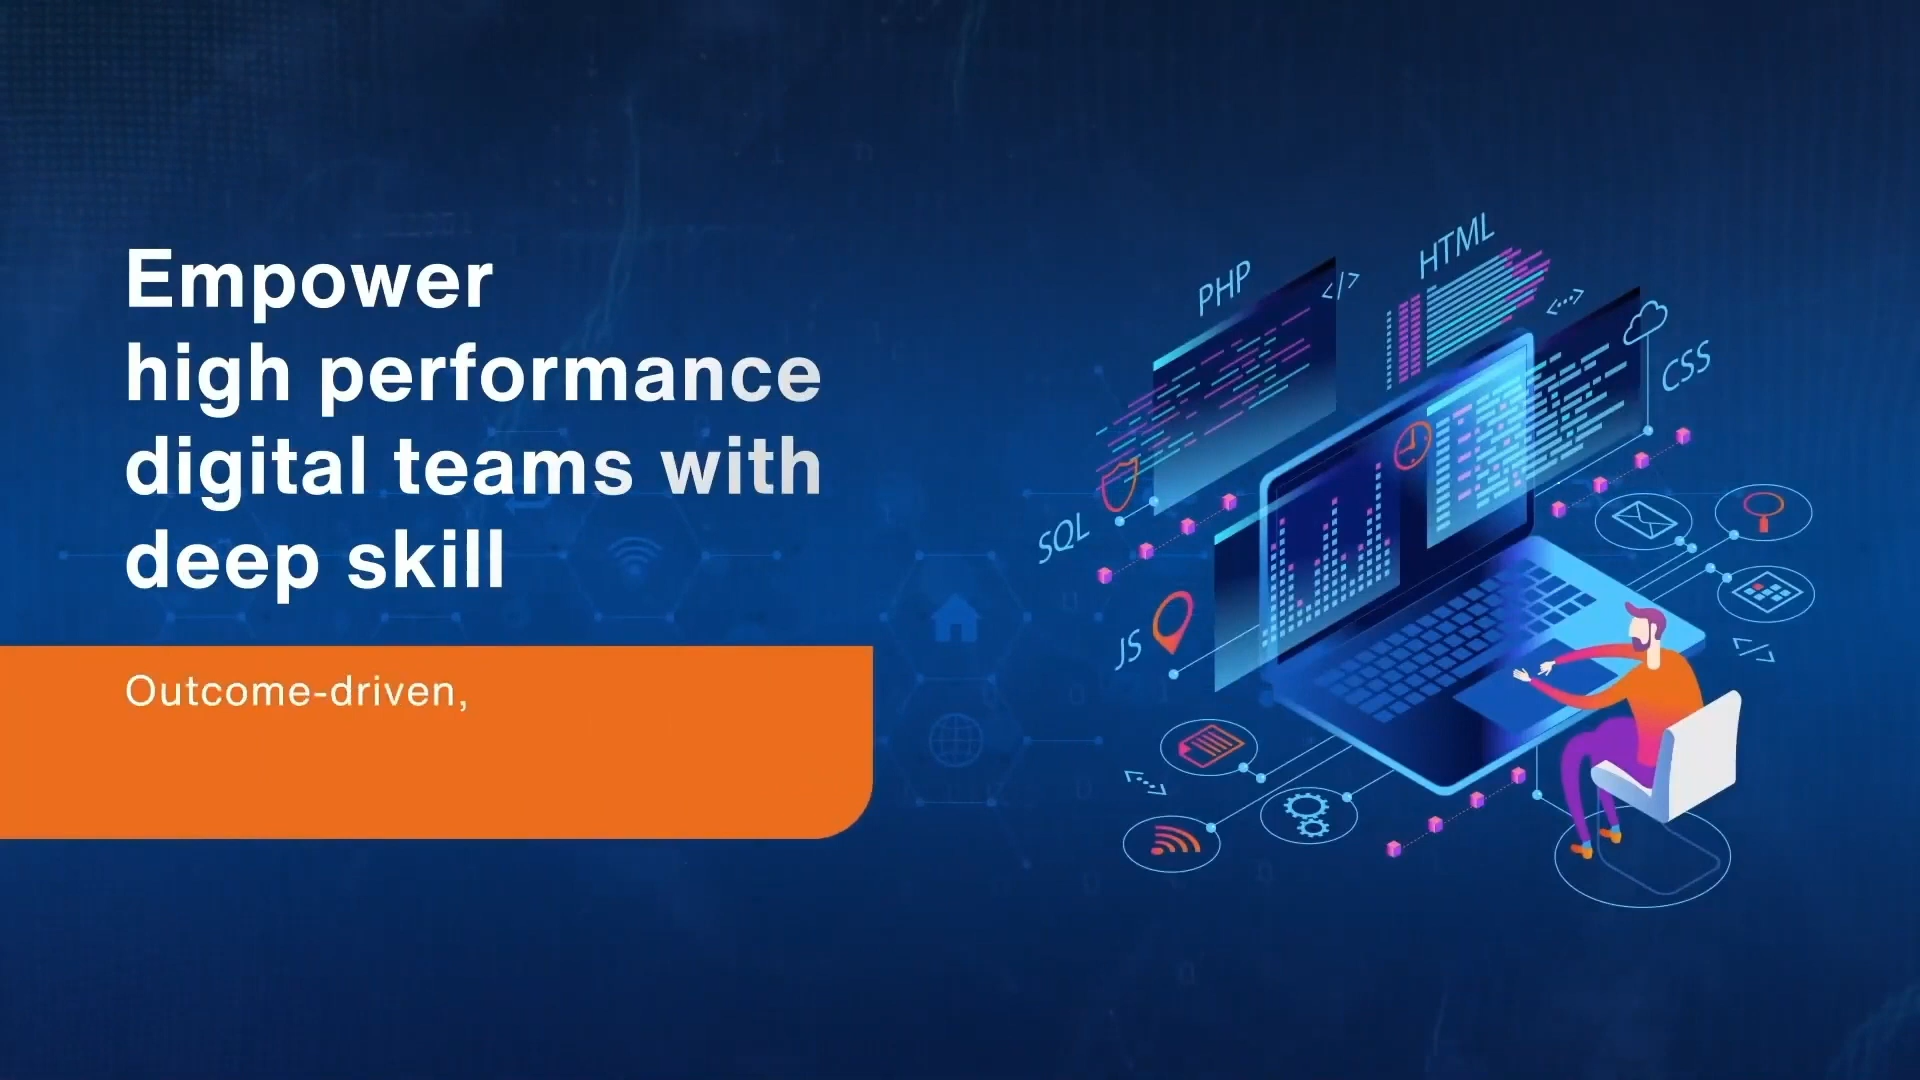 Empower
high performance
digital teams with
deep skill
Outcome-driven,
PHP
</>
HTML
<···>
CSS
SQL
JS
</>
<···>